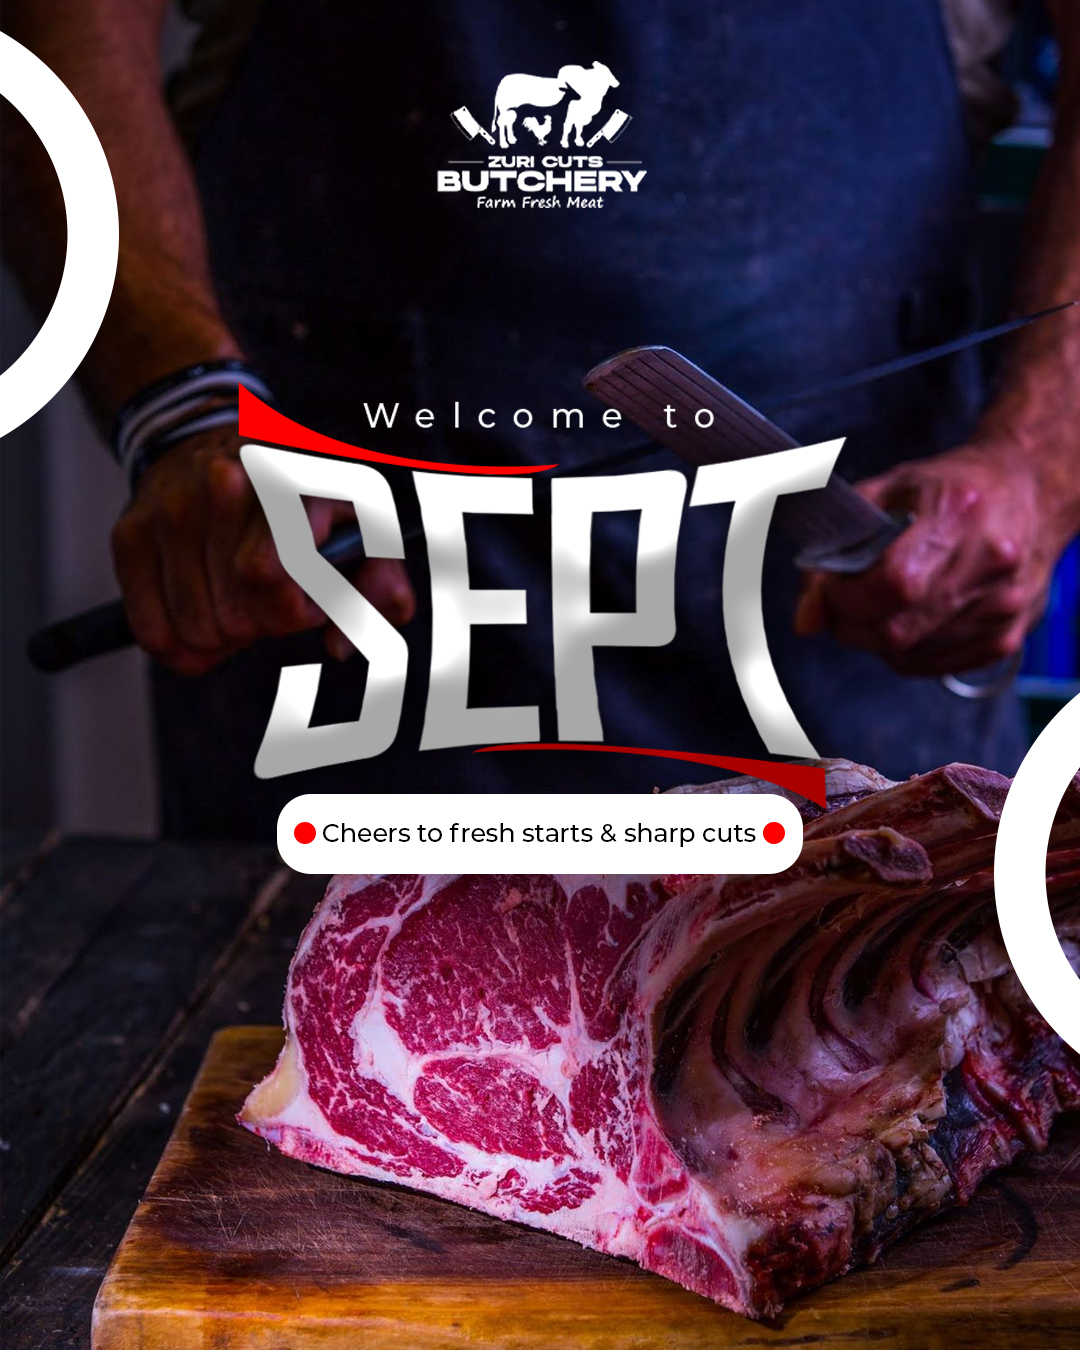 ZURI CUTS
BUTCHERY
Farm Fresh Meat
Welcome to
SEPT
Cheers to fresh starts & sharp cuts